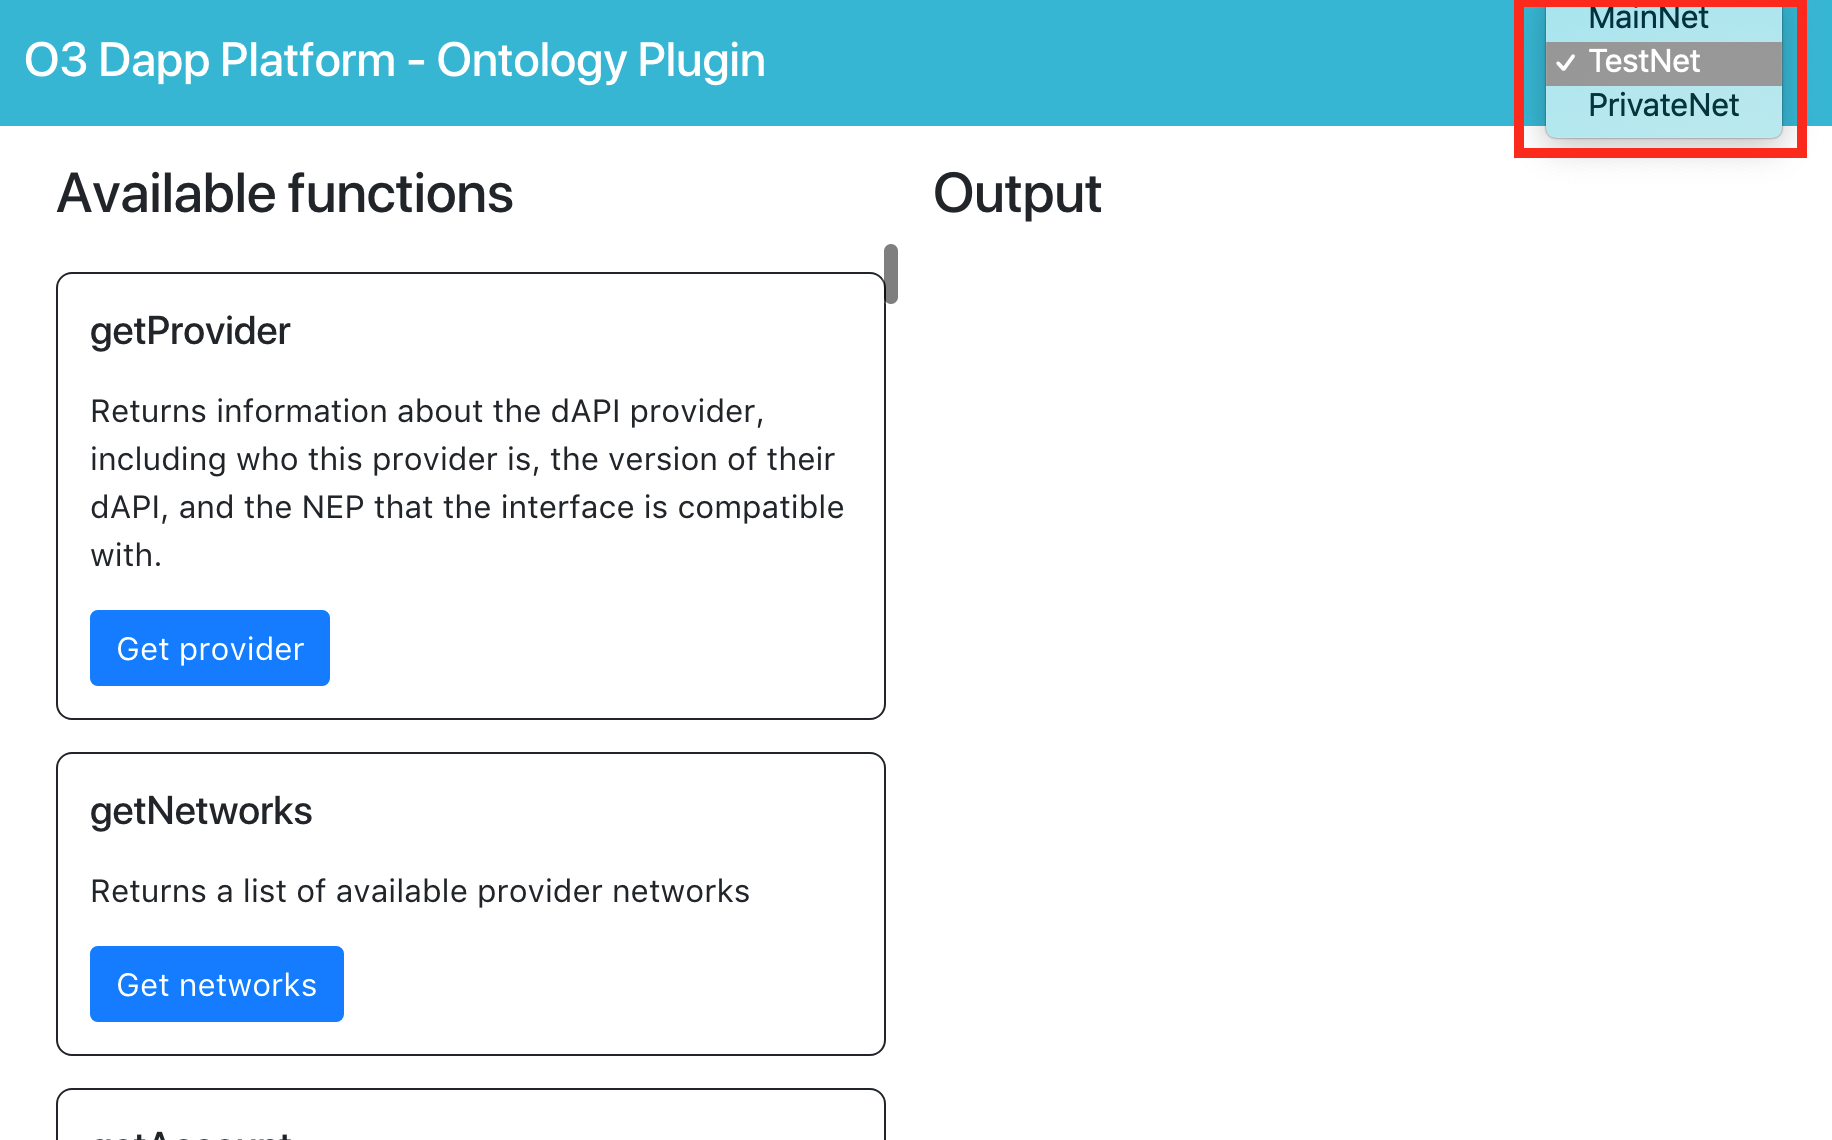 O3 Dapp Platform - Ontology Plugin
MainNet
✓ TestNet
PrivateNet
Available functions
Output
getProvider
Returns information about the dAPI provider,
including who this provider is, the version of their
dAPI, and the NEP that the interface is compatible
with.
Get provider
getNetworks
Returns a list of available provider networks
Get networks
getAccount